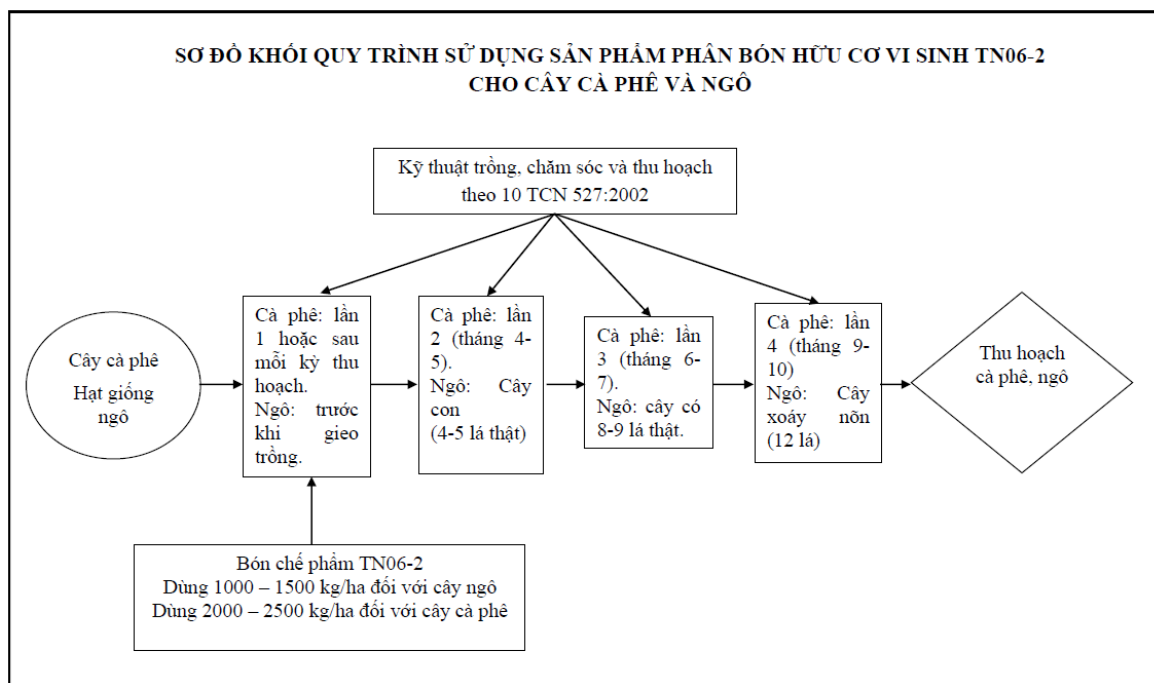 SƠ ĐỒ KHỐI QUY TRÌNH SỬ DỤNG SẢN PHẨM PHÂN BÓN HỮU CƠ VI SINH TN06-2
CHO CÂY CÀ PHÊ VÀ NGÔ
Kỹ thuật trồng, chăm sóc và thu hoạch
theo 10 TCN 527:2002
Cây cà phê
Hạt giống
ngô
Cà phê: lần
1 hoặc sau
mỗi kỳ thu
hoạch.
Ngô: trước
khi gieo
trồng.
Cà phê: lần
2 (tháng 4-
5).
Ngô: Cây
con
(4-5 lá thật)
Cà phê: lần
3 (tháng 6-
7).
Ngô: cây có
8-9 lá thật.
Cà phê: lần
4 (tháng 9-
10)
Ngô: Cây
xoáy nõn
(12 lá)
Thu hoạch
cà phê, ngô
Bón chế phẩm TN06-2
Dùng 1000 – 1500 kg/ha đối với cây ngô
Dùng 2000 – 2500 kg/ha đối với cây cà phê